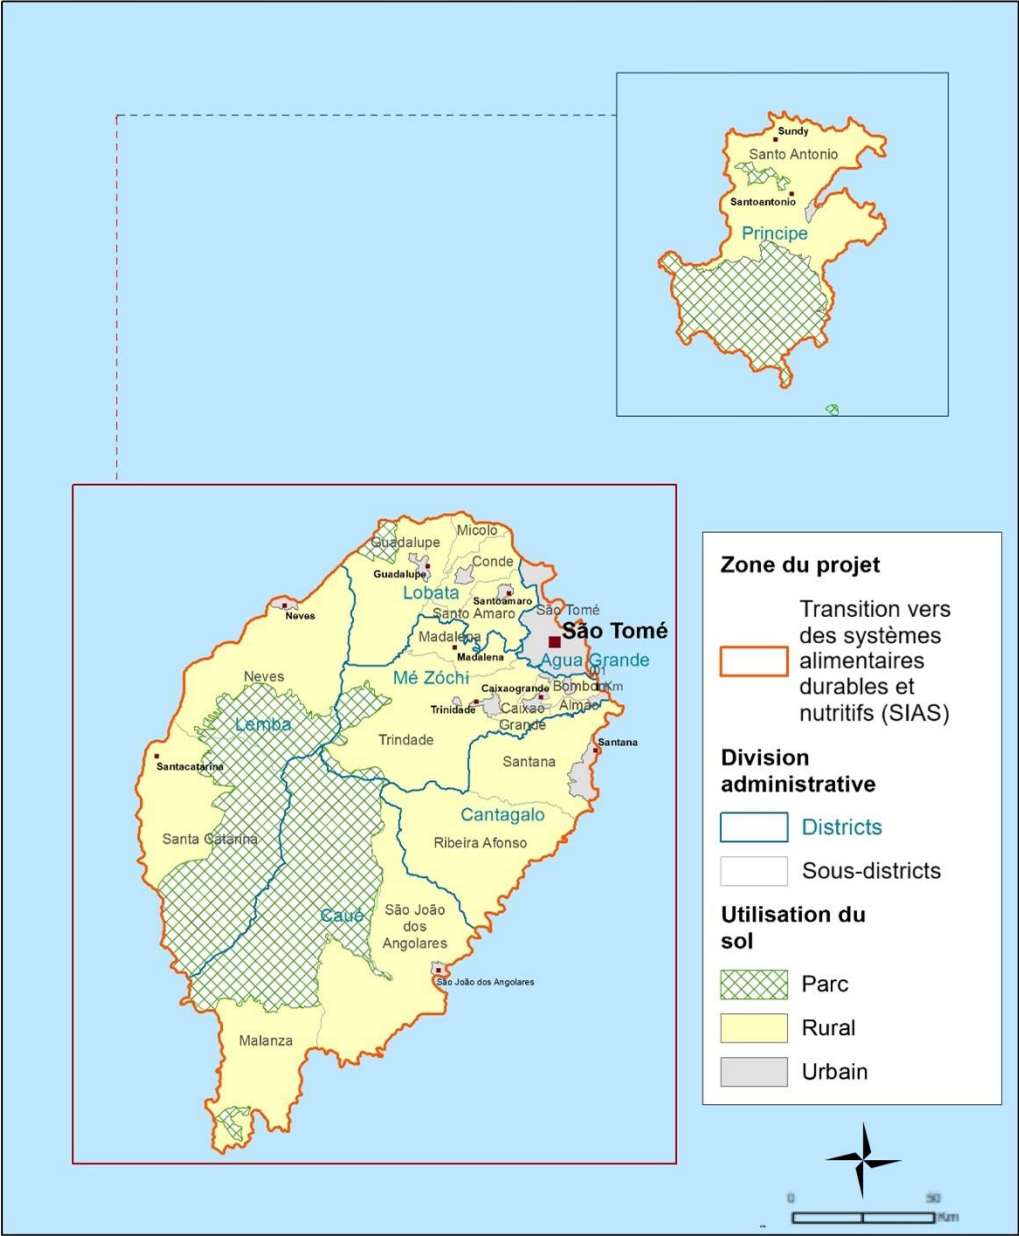 Sundy
Santo Antonio
Santoantonio
Principe
Micoló
Guadalupe
Conde
Guadalupe
Lobata
Santoamaro
Neves
Santo Amaro
São Tomé
São Tomé
Madalena
Madalena
Agua Grande
Neves
Mé Zóchi
Caixaogrande
Bombom
Km
Trinidade
Caixao
Grande
Almao
Lemba
Trindade
Santana
Santana
Santacatarina
Cantagalo
Santa Catarina
Ribeira Afonso
Caué
São João
dos
Angolares
São João dos Angolares
Malanza
Zone du projet
Transition vers
des systèmes
alimentaires
durables et
nutritifs (SIAS)
Division
administrative
Districts
Sous-districts
Utilisation du
sol
Parc
Rural
Urbain
0 50
Km